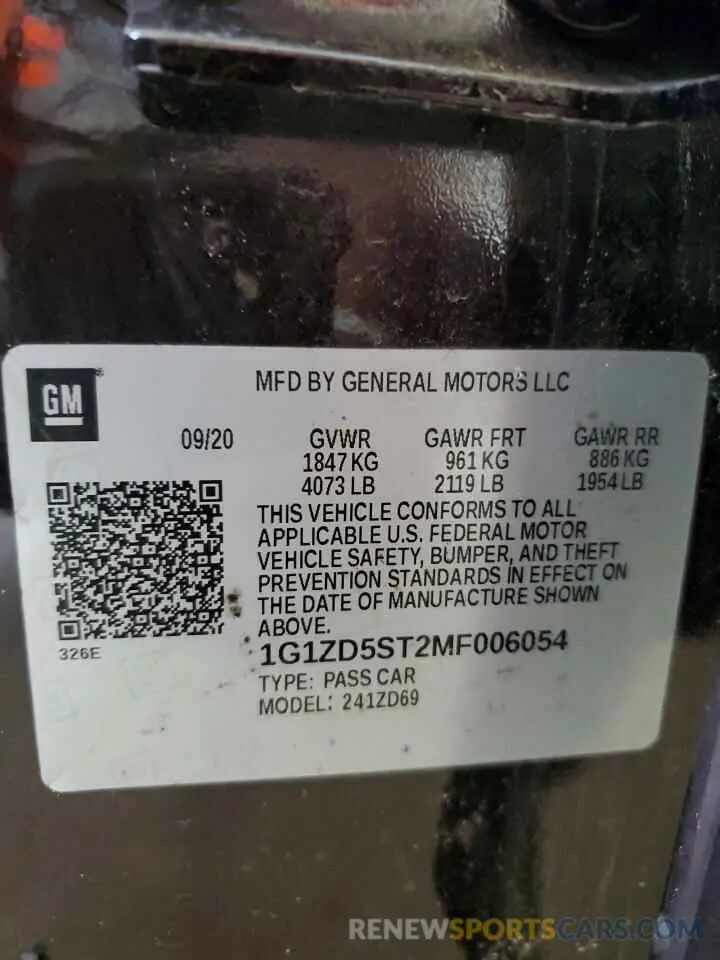 GM
MFD BY GENERAL MOTORS LLC
09/20 GVWR GAWR FRT GAWR RR
1847 KG 961 KG 886 KG
4073 LB 2119 LB 1954 LB
THIS VEHICLE CONFORMS TO ALL
APPLICABLE U.S. FEDERAL MOTOR
VEHICLE SAFETY, BUMPER, AND THEFT
PREVENTION STANDARDS IN EFFECT ON
THE DATE OF MANUFACTURE SHOWN
ABOVE.
326E
1G1ZD5ST2MF006054
TYPE: PASS CAR
MODEL: 241ZD69
RENEWSPORTSCARS.COM